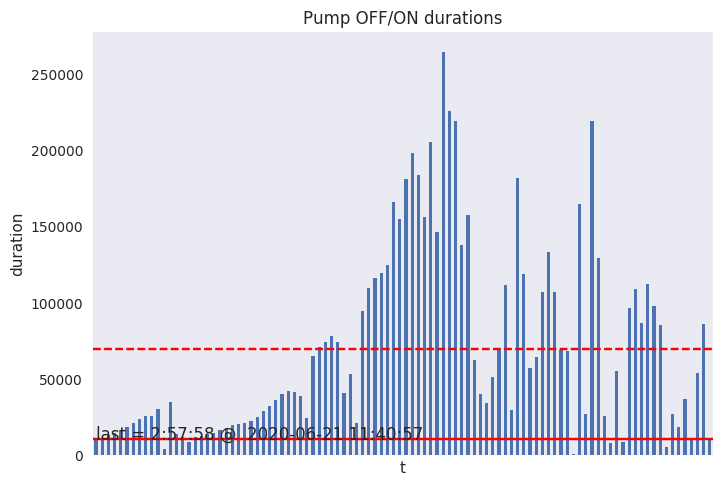 Pump OFF/ON durations
duration
250000
200000
150000
100000
50000
0
last = 2:57:58 @ 2020-06-21 11:40:57
t